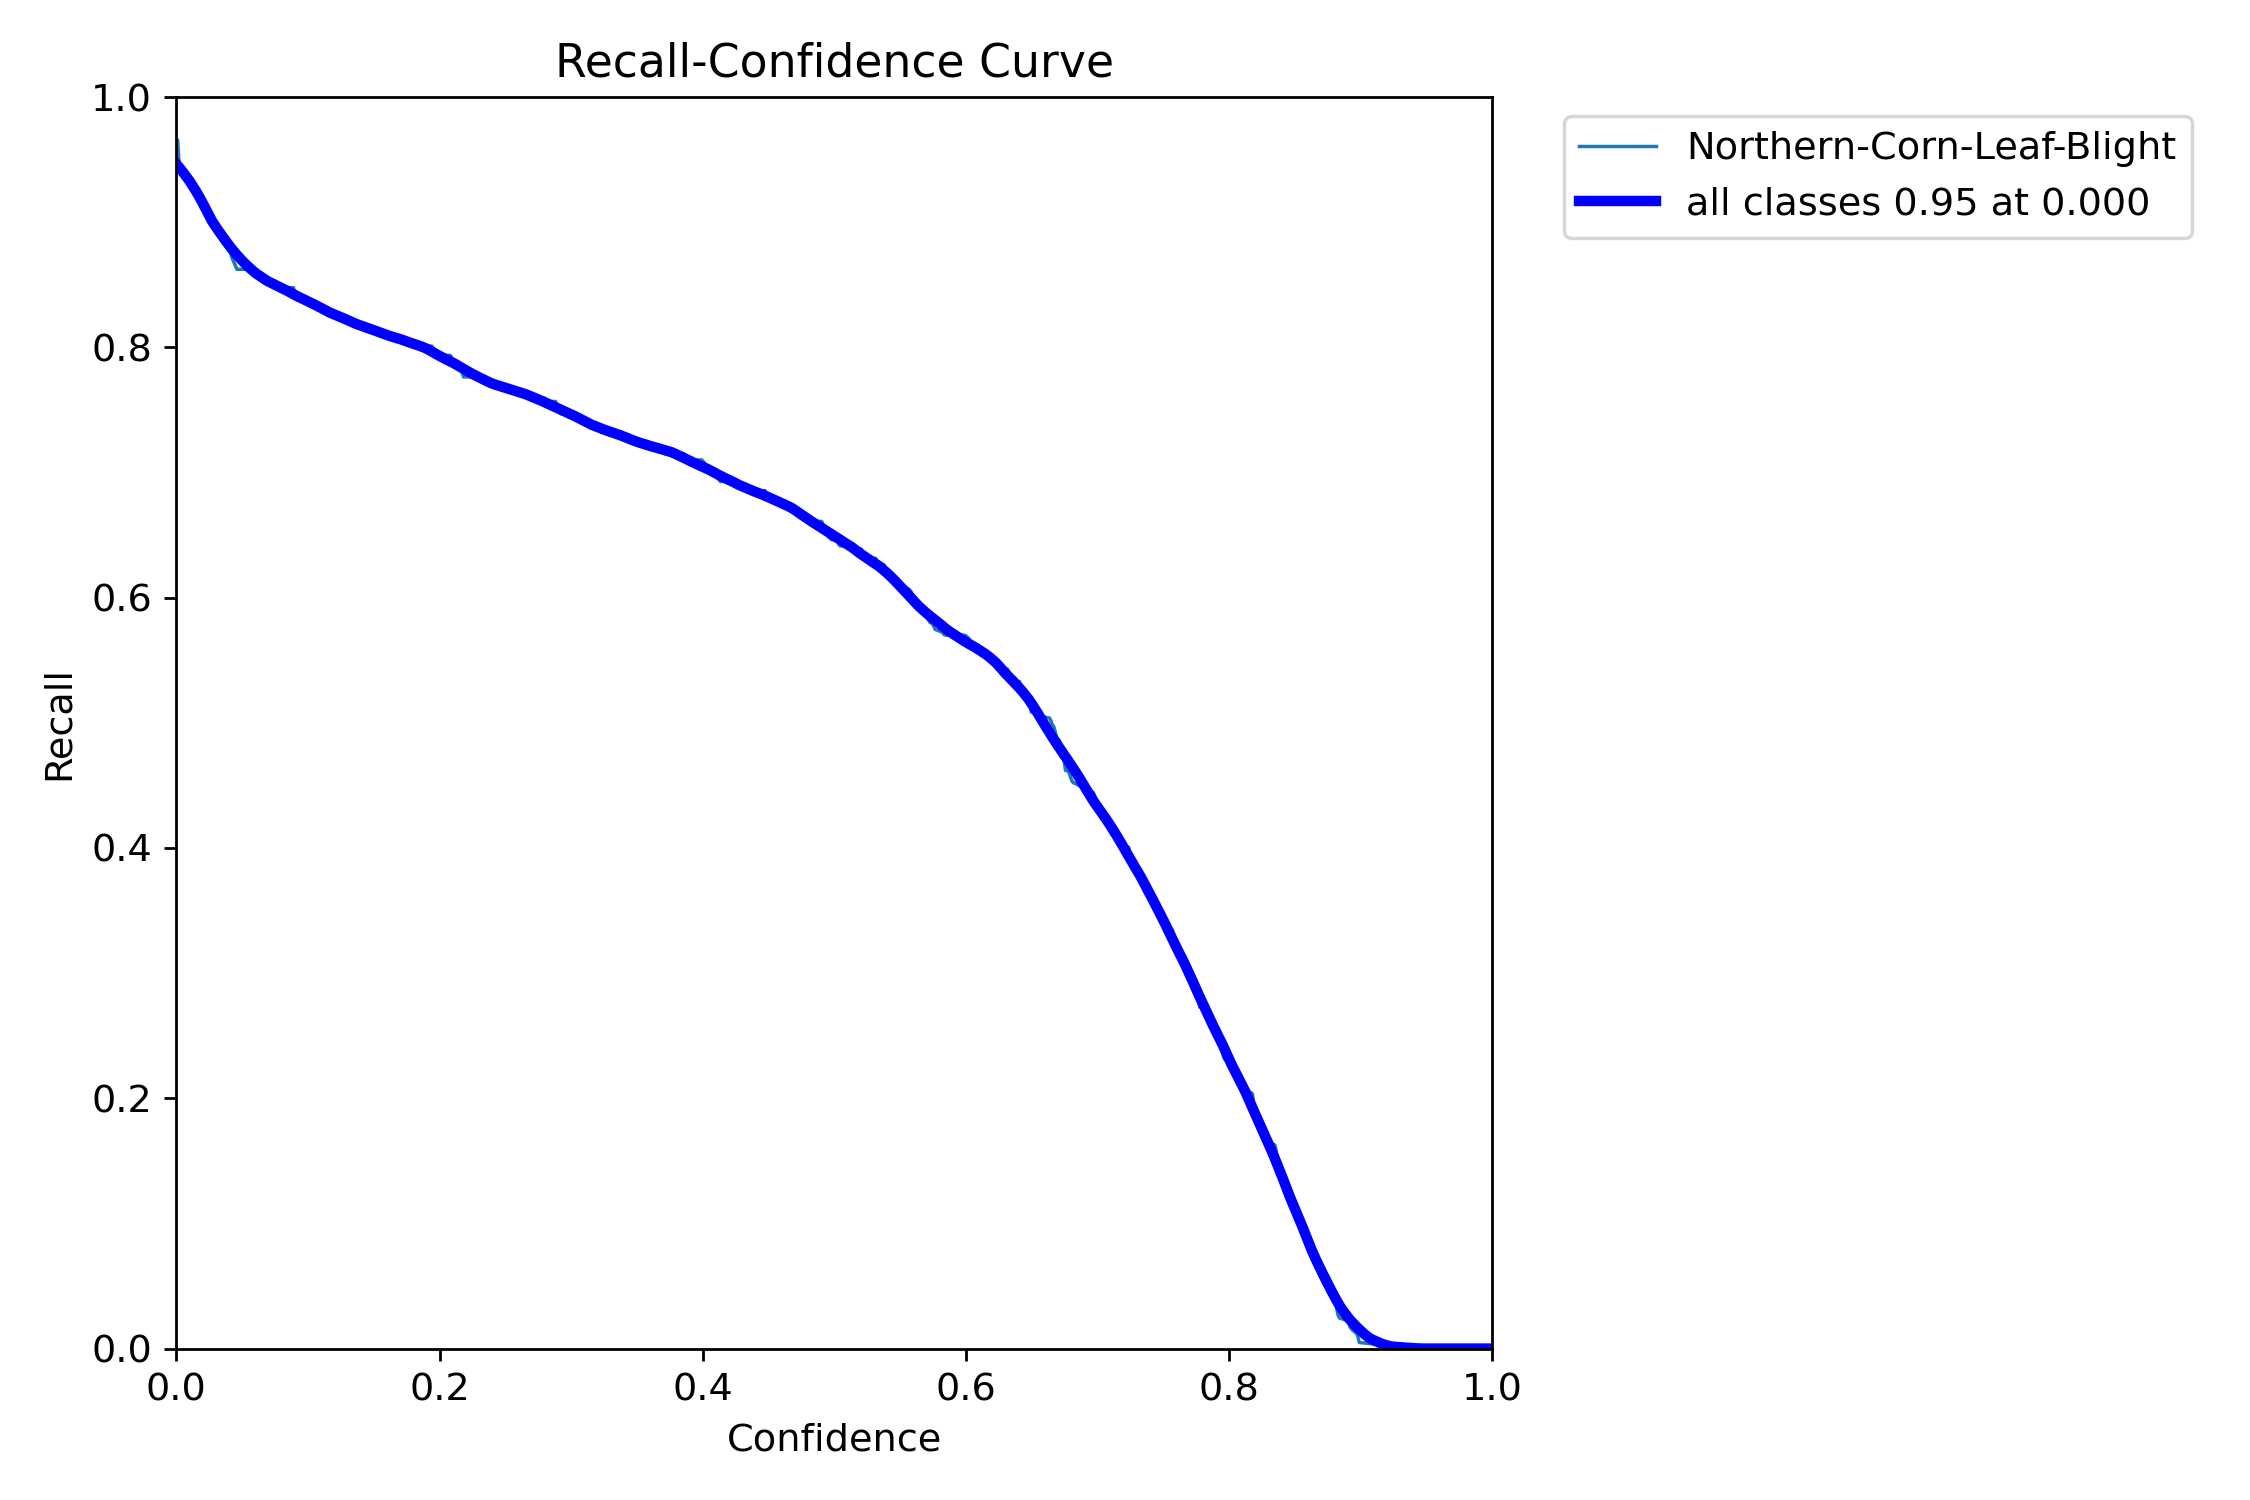 Recall-Confidence Curve
1.0
0.8
0.6
0.4
0.2
0.0
Recall
0.0 0.2 0.4 0.6 0.8 1.0
Confidence
Northern-Corn-Leaf-Blight
all classes 0.95 at 0.000